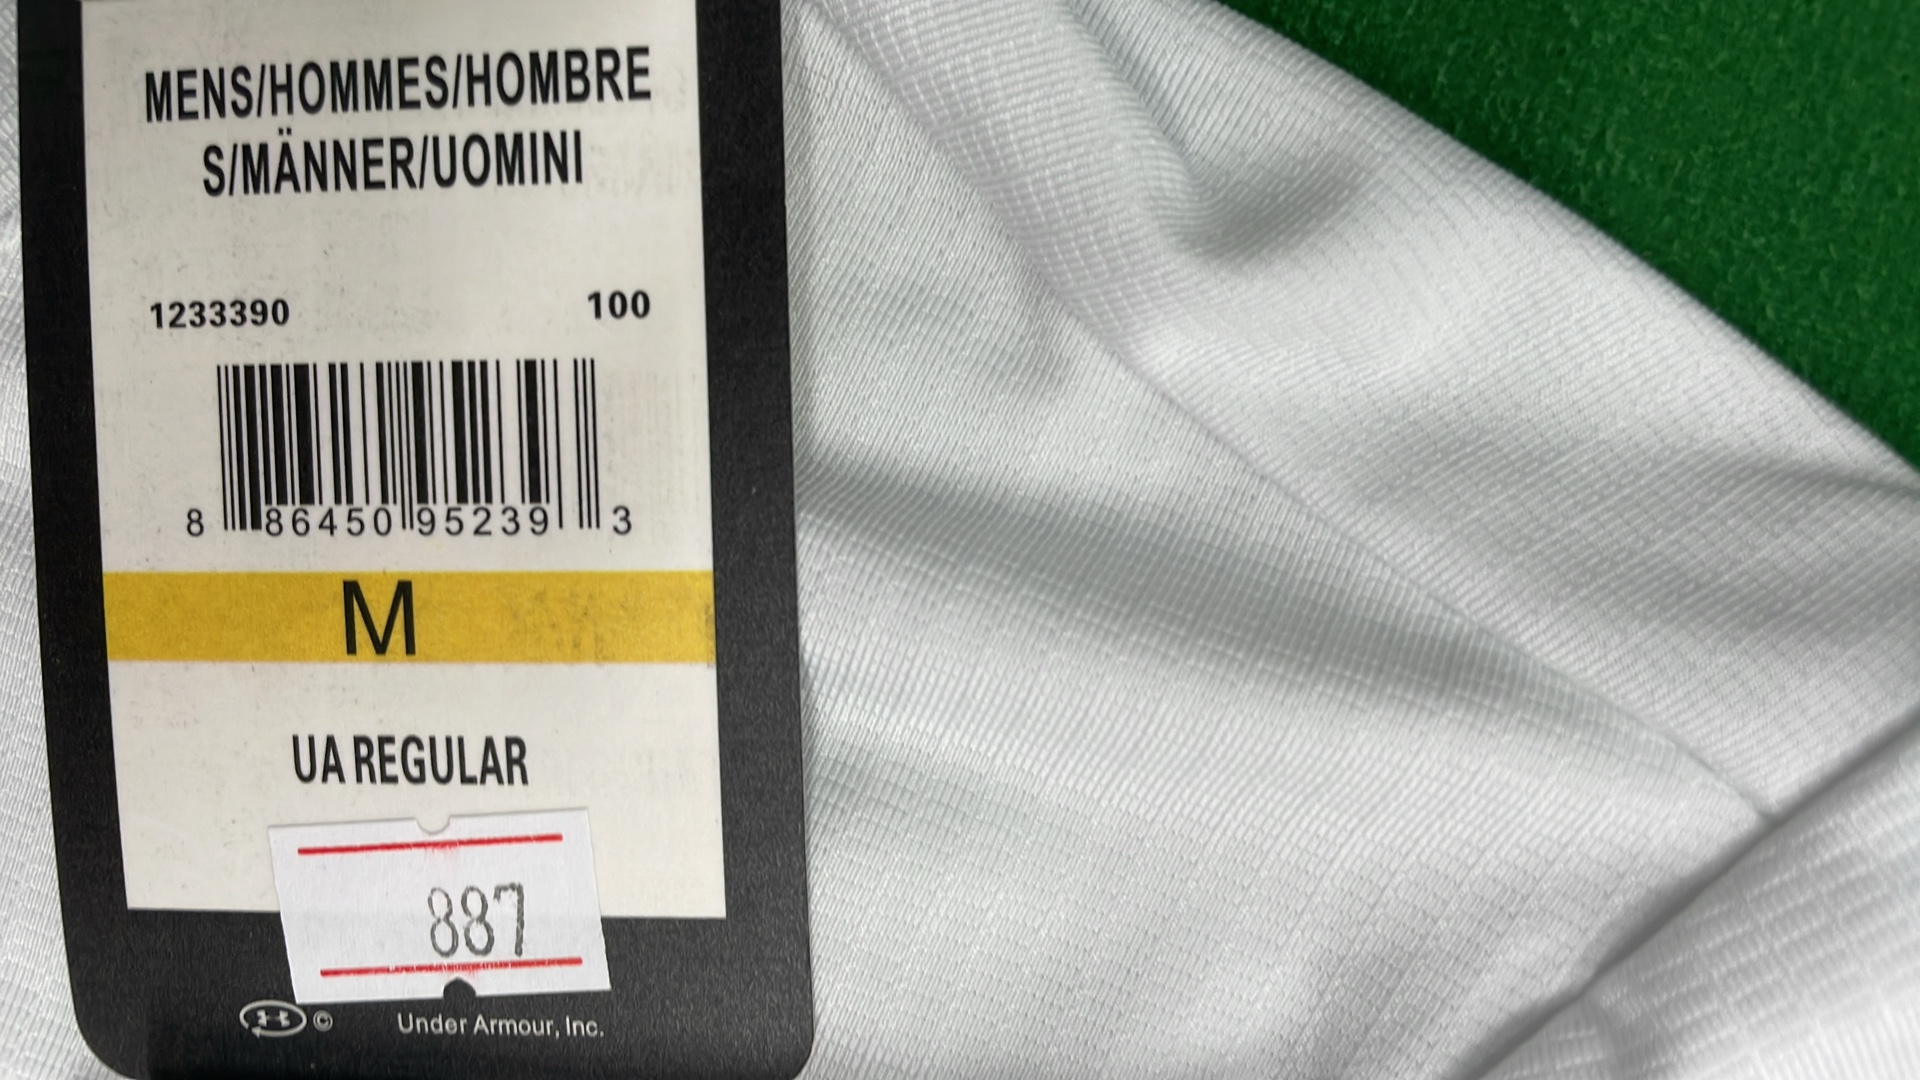 MENS/HOMMES/HOMBRE
S/MÄNNER/UOMINI
1233390 100
8 86450 95239 3
M
UA REGULAR
887
© Under Armour, Inc.